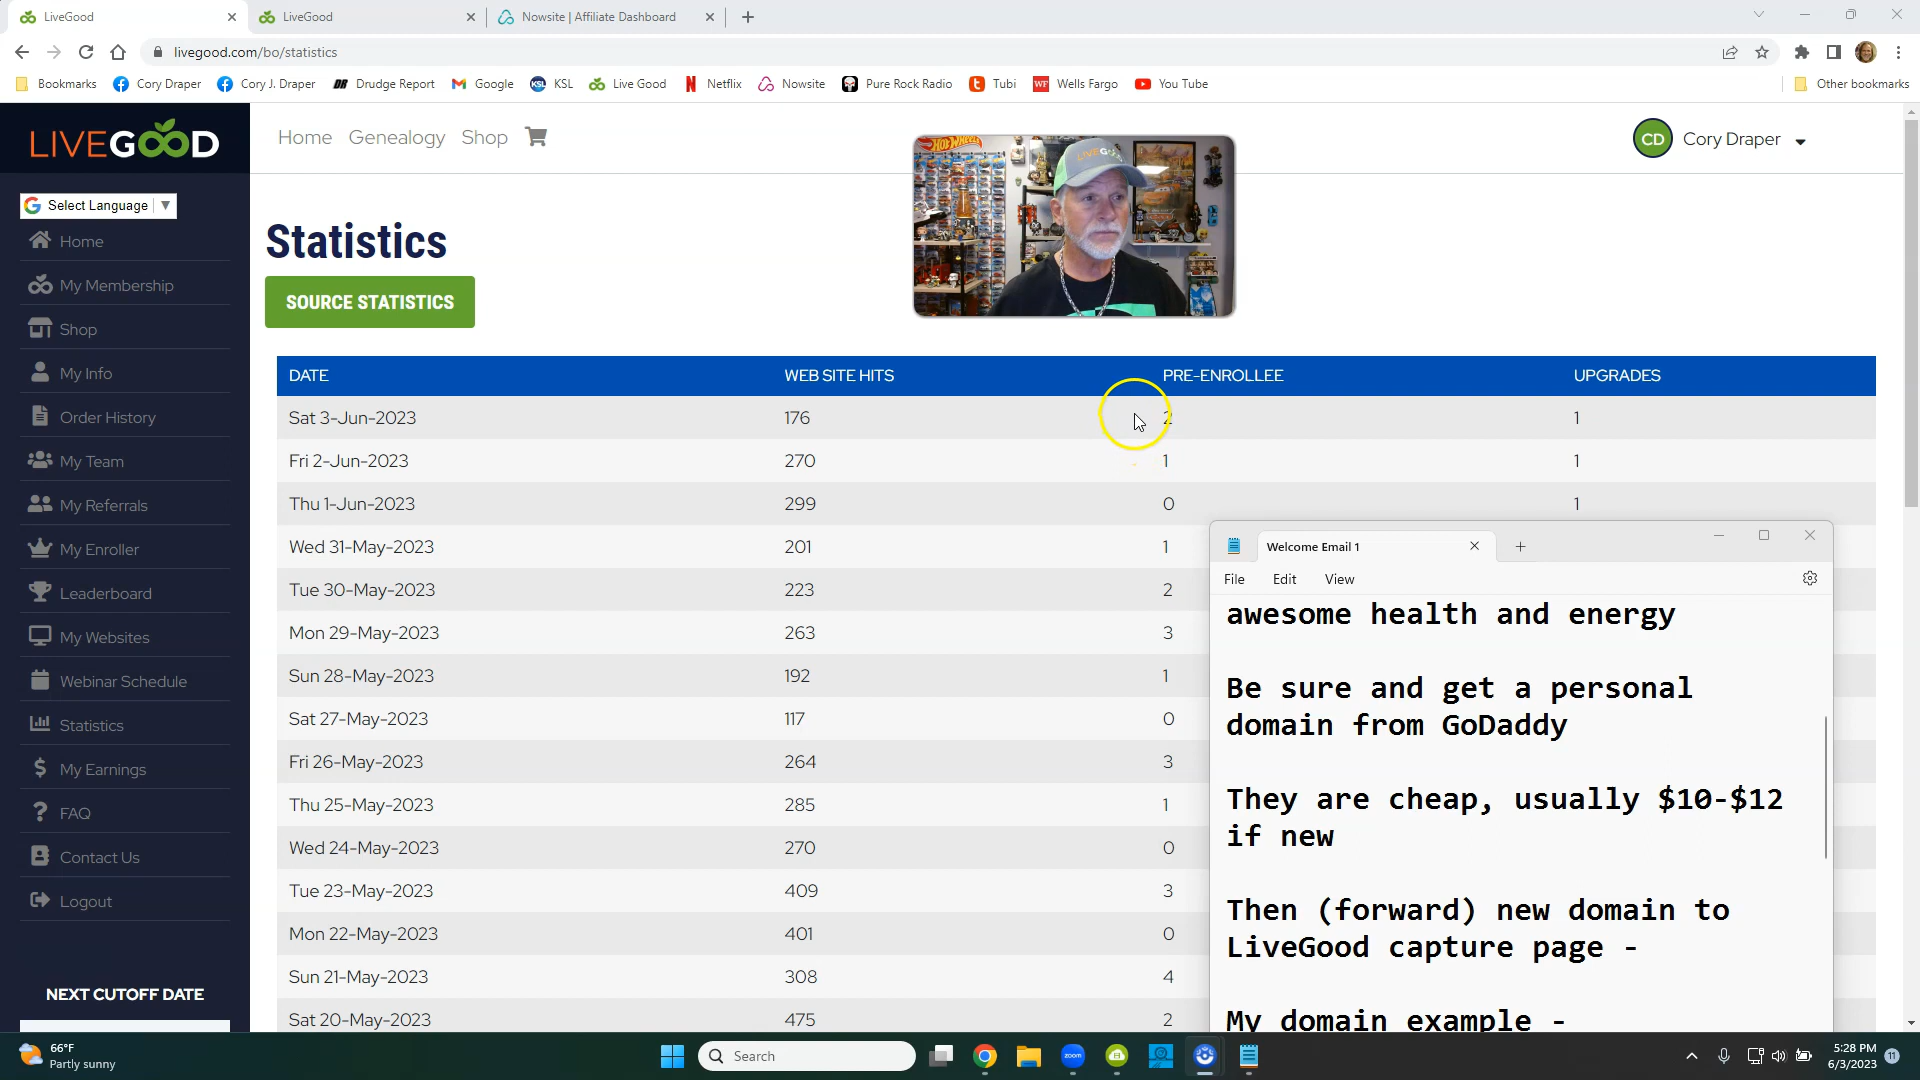 LiveGood
LiveGood
Nowsite | Affiliate Dashboard
livegood.com/bo/statistics
Bookmarks
Cory Draper
Cory J. Draper
DR Drudge Report
Google
KSL KSL
Live Good
Netflix
Nowsite
Pure Rock Radio
Tubi
WF Wells Fargo
You Tube
Other bookmarks
LIVEGOOD
Home Genealogy Shop
CD Cory Draper
Select Language
Home
My Membership
Shop
My Info
Order History
My Team
My Referrals
My Enroller
Leaderboard
My Websites
Webinar Schedule
Statistics
My Earnings
FAQ
Contact Us
Logout
NEXT CUTOFF DATE
HOT WHEELS
LIVEGOOD
Statistics
SOURCE STATISTICS
DATE WEB SITE HITS PRE-ENROLLEE UPGRADES
Sat 3-Jun-2023 176 2 1
Fri 2-Jun-2023 270 1 1
Thu 1-Jun-2023 299 0 1
Wed 31-May-2023 201 1
Tue 30-May-2023 223 2
Mon 29-May-2023 263 3
Sun 28-May-2023 192 1
Sat 27-May-2023 117 0
Fri 26-May-2023 264 3
Thu 25-May-2023 285 1
Wed 24-May-2023 270 0
Tue 23-May-2023 409 3
Mon 22-May-2023 401 0
Sun 21-May-2023 308 4
Sat 20-May-2023 475 2
Welcome Email 1
File Edit View
awesome health and energy
Be sure and get a personal
domain from GoDaddy
They are cheap, usually $10-$12
if new
Then (forward) new domain to
LiveGood capture page -
My domain example -
66°F
Partly sunny
Search
zoom
5:28 PM
6/3/2023
11